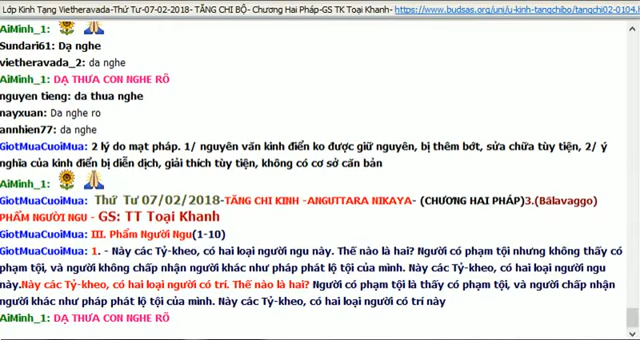 Lớp Kinh Tạng Vietheravada-Thứ Tư-07-02-2018- TĂNG CHI BỘ- Chương Hai Pháp-GS TK Toại Khanh- https://www.budsas.org/uni/u-kinh-tangchibo/tangchi02-0104.h
AiMinh_1:
Sundari61: Dạ nghe
vietheravada_2: da nghe
AiMinh_1: DẠ THƯA CON NGHE RÕ
nguyen tieng: da thua nghe
nayxuan: Da nghe ro
annhien77: da nghe
GiotMuaCuoiMua: 2 lý do mạt pháp. 1/ nguyên văn kinh điển ko được giữ nguyên, bị thêm bớt, sửa chữa tùy tiện, 2/ ý
nghĩa của kinh điển bị diễn dịch, giải thích tùy tiện, không có cơ sở căn bản
AiMinh_1:
GiotMuaCuoiMua: Thứ Tư 07/02/2018-TĂNG CHI KINH -ANGUTTARA NIKAYA- (CHƯƠNG HAI PHÁP)3.(Bālavaggo)
PHẨM NGƯỜI NGU - GS: TT Toại Khanh
GiotMuaCuoiMua: III. Phẩm Người Ngu(1-10)
GiotMuaCuoiMua: 1. - Này các Tỷ-kheo, có hai loại người ngu này. Thế nào là hai? Người có phạm tội nhưng không thấy có
phạm tội, và người không chấp nhận người khác như pháp phát lộ tội của mình. Này các Tỷ-kheo, có hai loại người ngu
này.Này các Tỷ-kheo, có hai loại người có trí. Thế nào là hai? Người có phạm tội là thấy có phạm tội, và người chấp nhận
người khác như pháp phát lộ tội của mình. Này các Tỷ-kheo, có hai loại người có trí này
AiMinh_1: DẠ THƯA CON NGHE RÕ